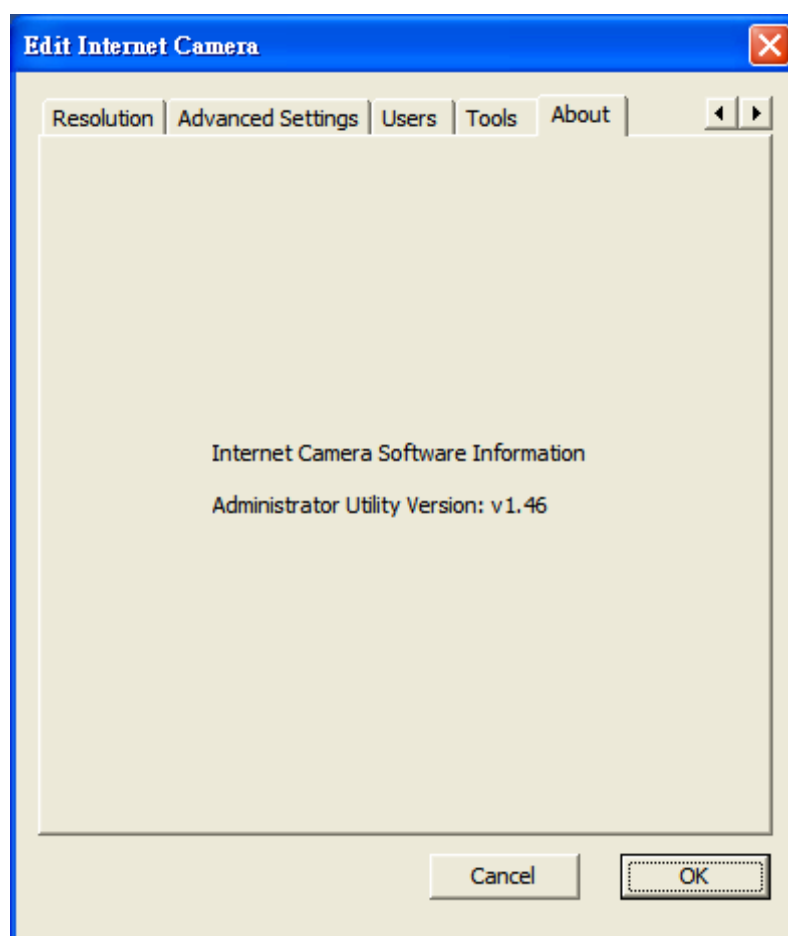 Edit Internet Camera
Resolution Advanced Settings Users Tools About
Internet Camera Software Information
Administrator Utility Version: v1.46
Cancel OK